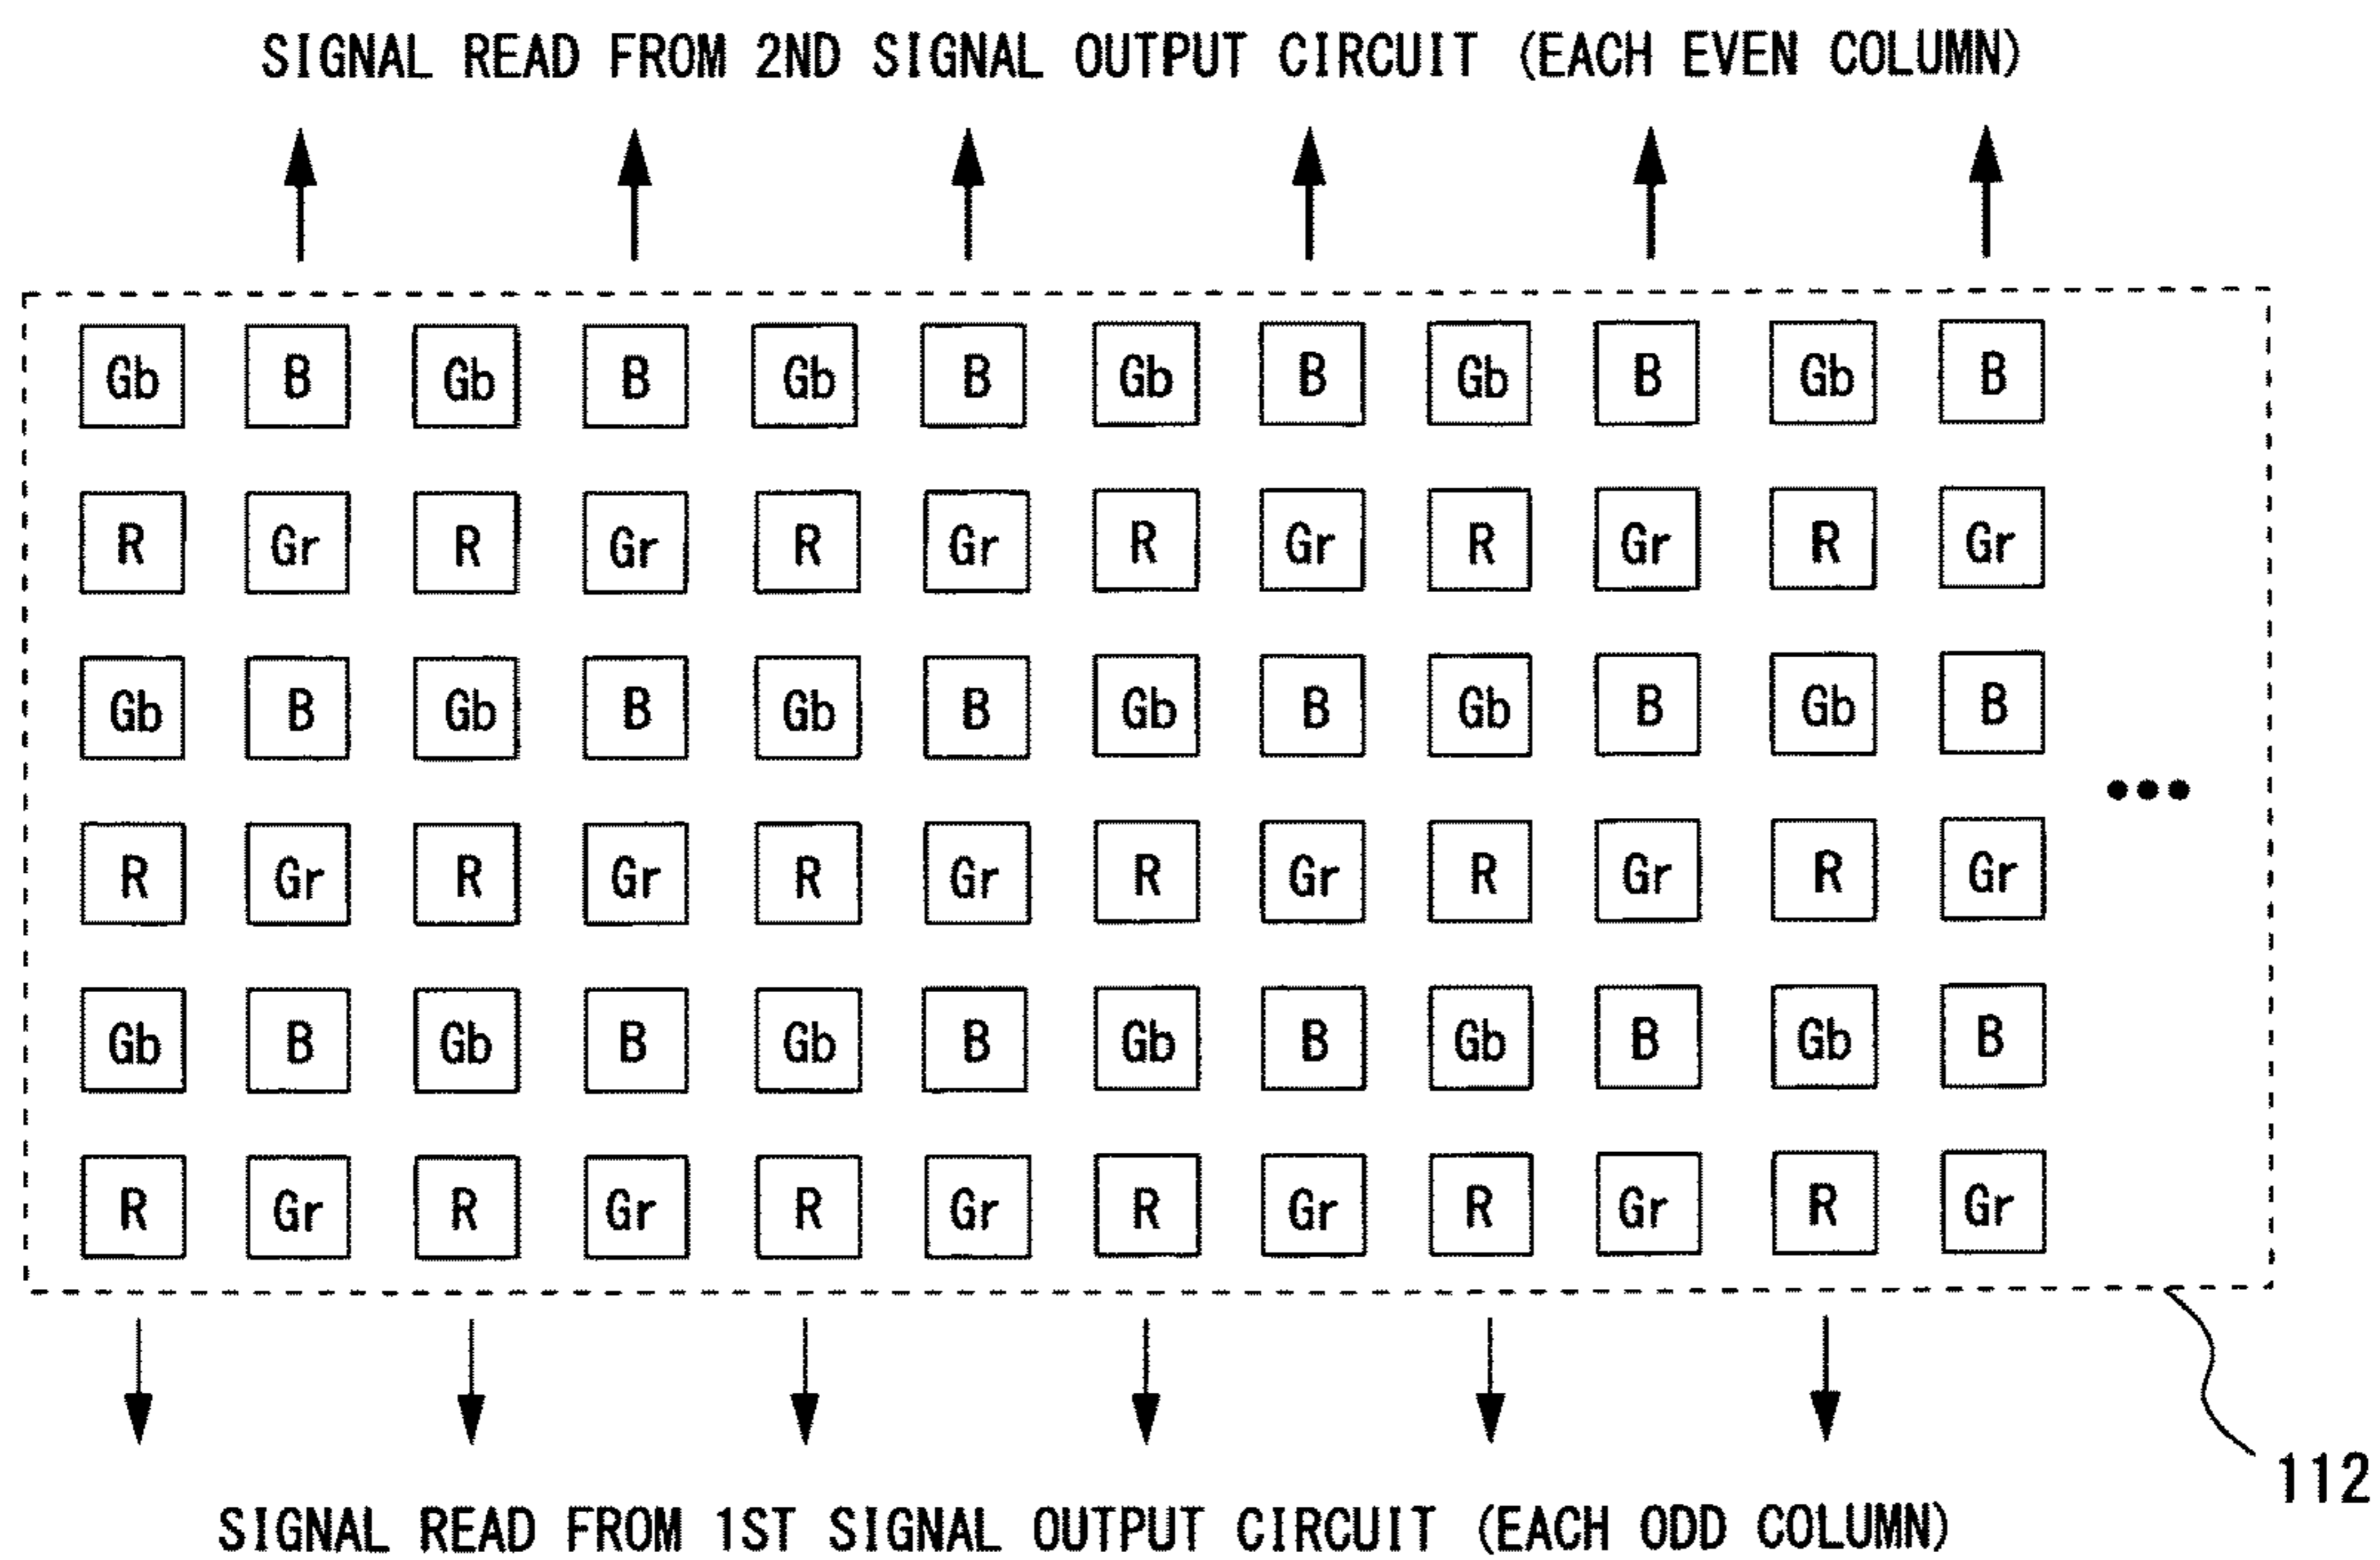 SIGNAL READ FROM 2ND SIGNAL OUTPUT CIRCUIT (EACH EVEN COLUMN)
Gb B Gb B Gb B Gb B Gb B Gb B
R Gr R Gr R Gr R Gr R Gr R Gr
Gb B Gb B Gb B Gb B Gb B Gb B
•••
R Gr R Gr R Gr R Gr R Gr R Gr
Gb B Gb B Gb B Gb B Gb B Gb B
R Gr R Gr R Gr R Gr R Gr R Gr
112
SIGNAL READ FROM 1ST SIGNAL OUTPUT CIRCUIT (EACH ODD COLUMN)